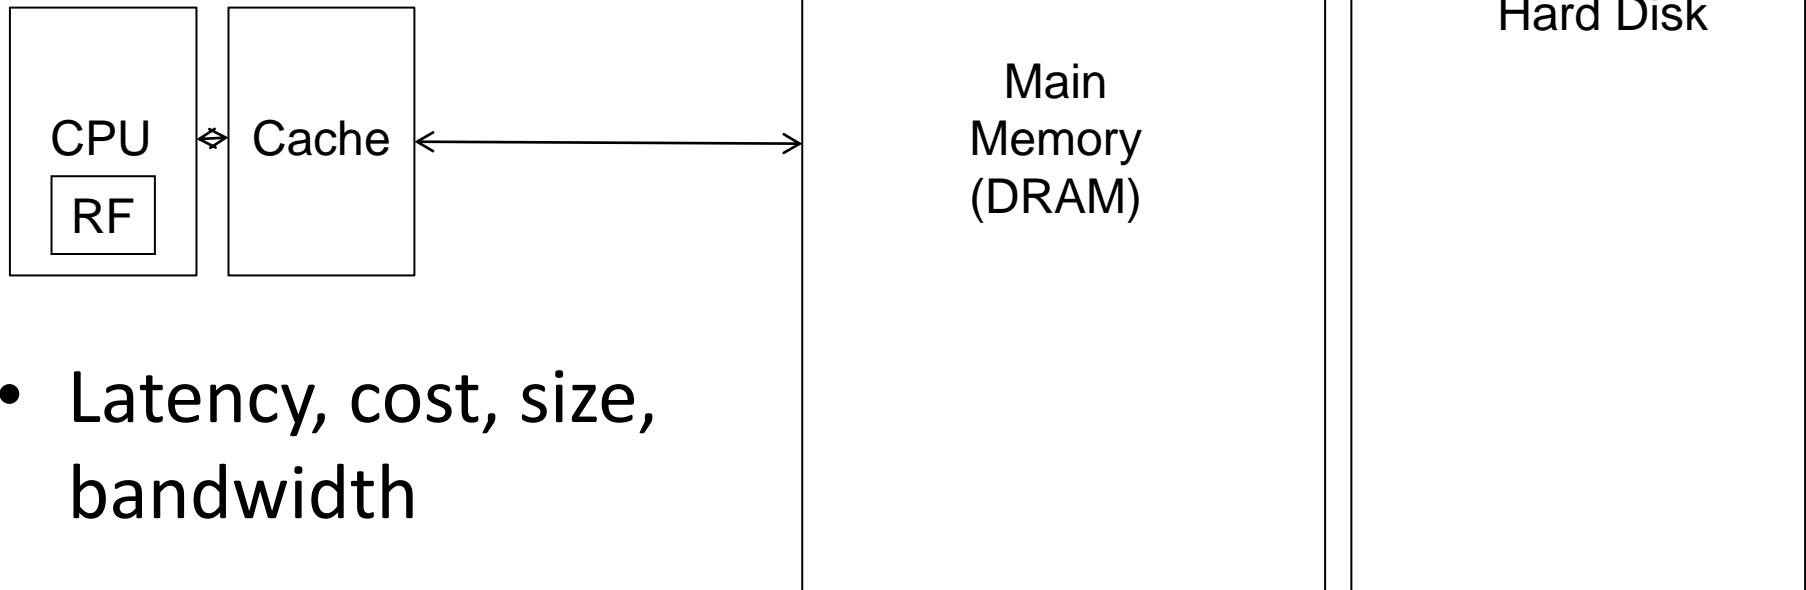 Hard Disk
Main
Memory
(DRAM)
CPU
Cache
RF
• Latency, cost, size,
bandwidth